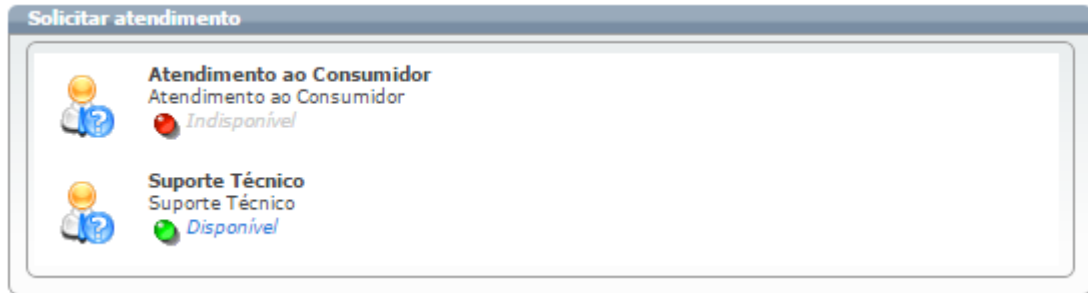 Solicitar atendimento
Atendimento ao Consumidor
Atendimento ao Consumidor
Indisponível
Suporte Técnico
Suporte Técnico
Disponível